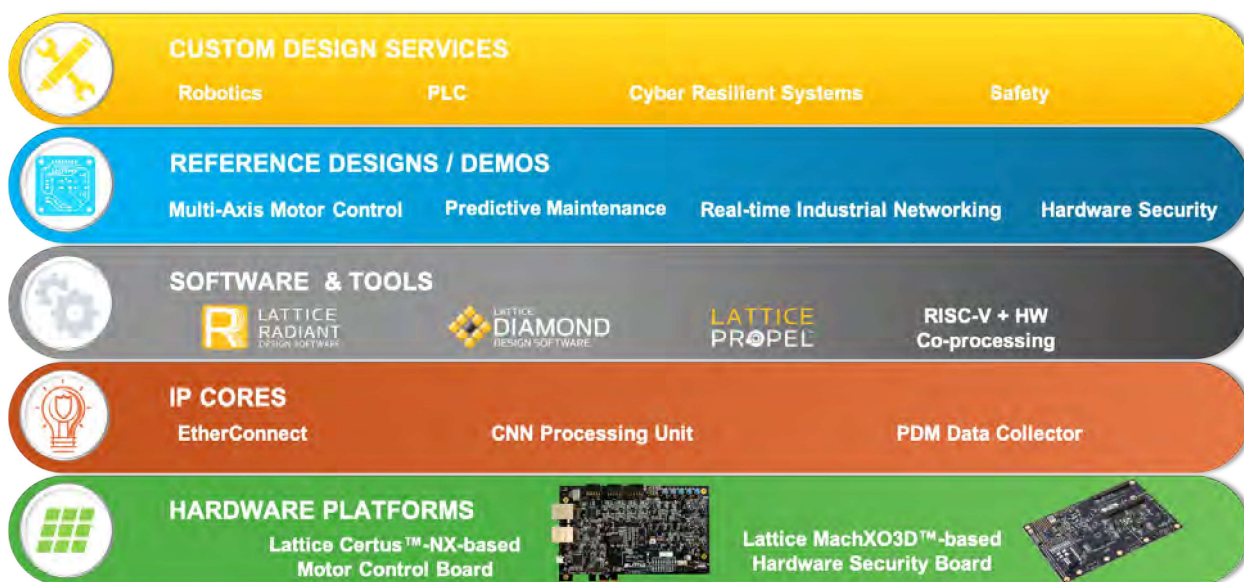 CUSTOM DESIGN SERVICES
Robotics PLC Cyber Resilient Systems Safety
REFERENCE DESIGNS / DEMOS
Multi-Axis Motor Control Predictive Maintenance Real-time Industrial Networking Hardware Security
SOFTWARE & TOOLS
LATTICE RADIANT DESIGN SOFTWARE
LATTICE DIAMOND DESIGN SOFTWARE
LATTICE PROPEL
RISC-V + HW
Co-processing
IP CORES
EtherConnect CNN Processing Unit PDM Data Collector
HARDWARE PLATFORMS
Lattice Certus™-NX-based
Motor Control Board
Lattice MachXO3D™-based
Hardware Security Board